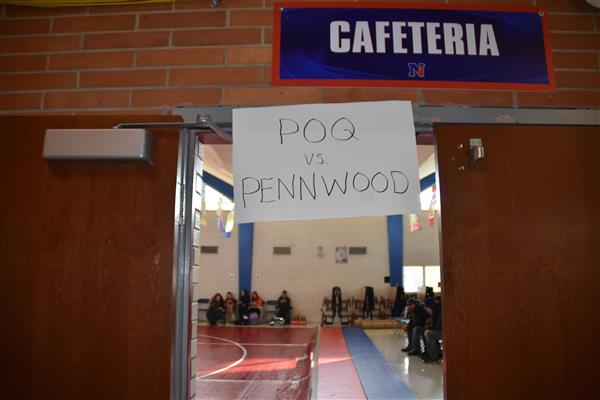 CAFETERIA
N
POQ
VS.
PENNWOOD